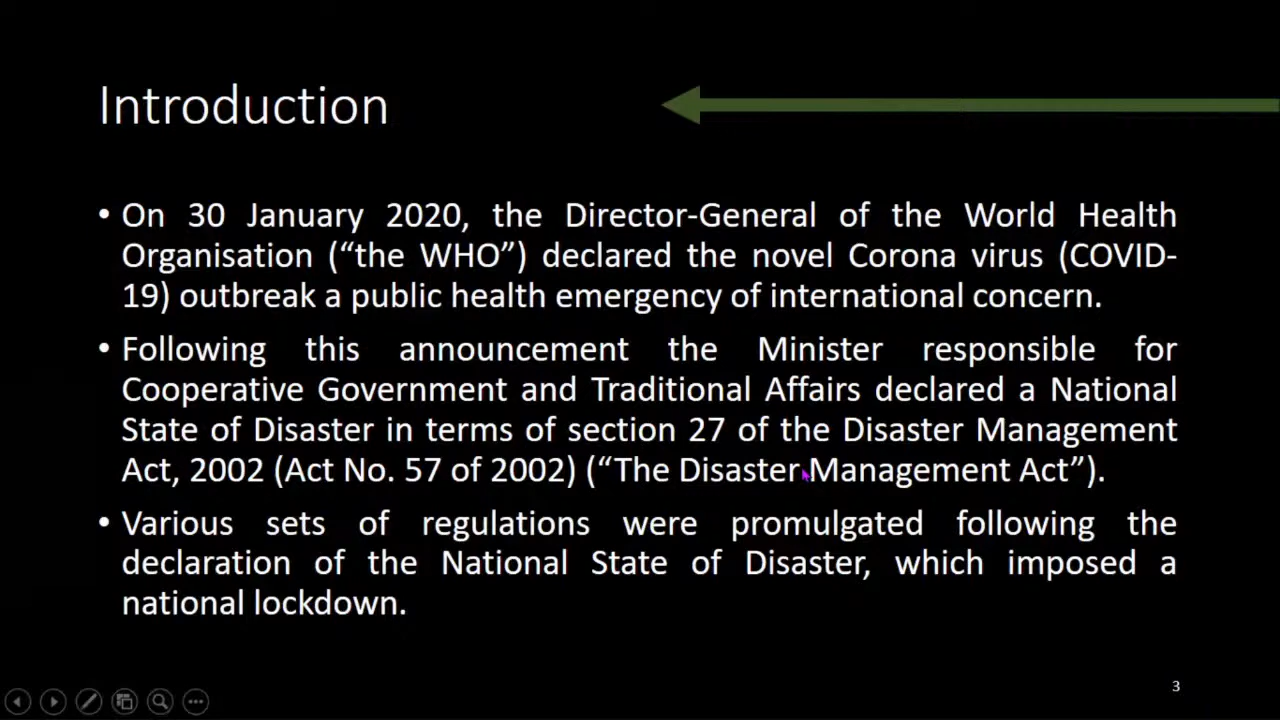 Introduction
• On 30 January 2020, the Director-General of the World Health
Organisation (“the WHO”) declared the novel Corona virus (COVID-
19) outbreak a public health emergency of international concern.
• Following this announcement the Minister responsible for
Cooperative Government and Traditional Affairs declared a National
State of Disaster in terms of section 27 of the Disaster Management
Act, 2002 (Act No. 57 of 2002) (“The Disaster Management Act”).
• Various sets of regulations were promulgated following the
declaration of the National State of Disaster, which imposed a
national lockdown.
3